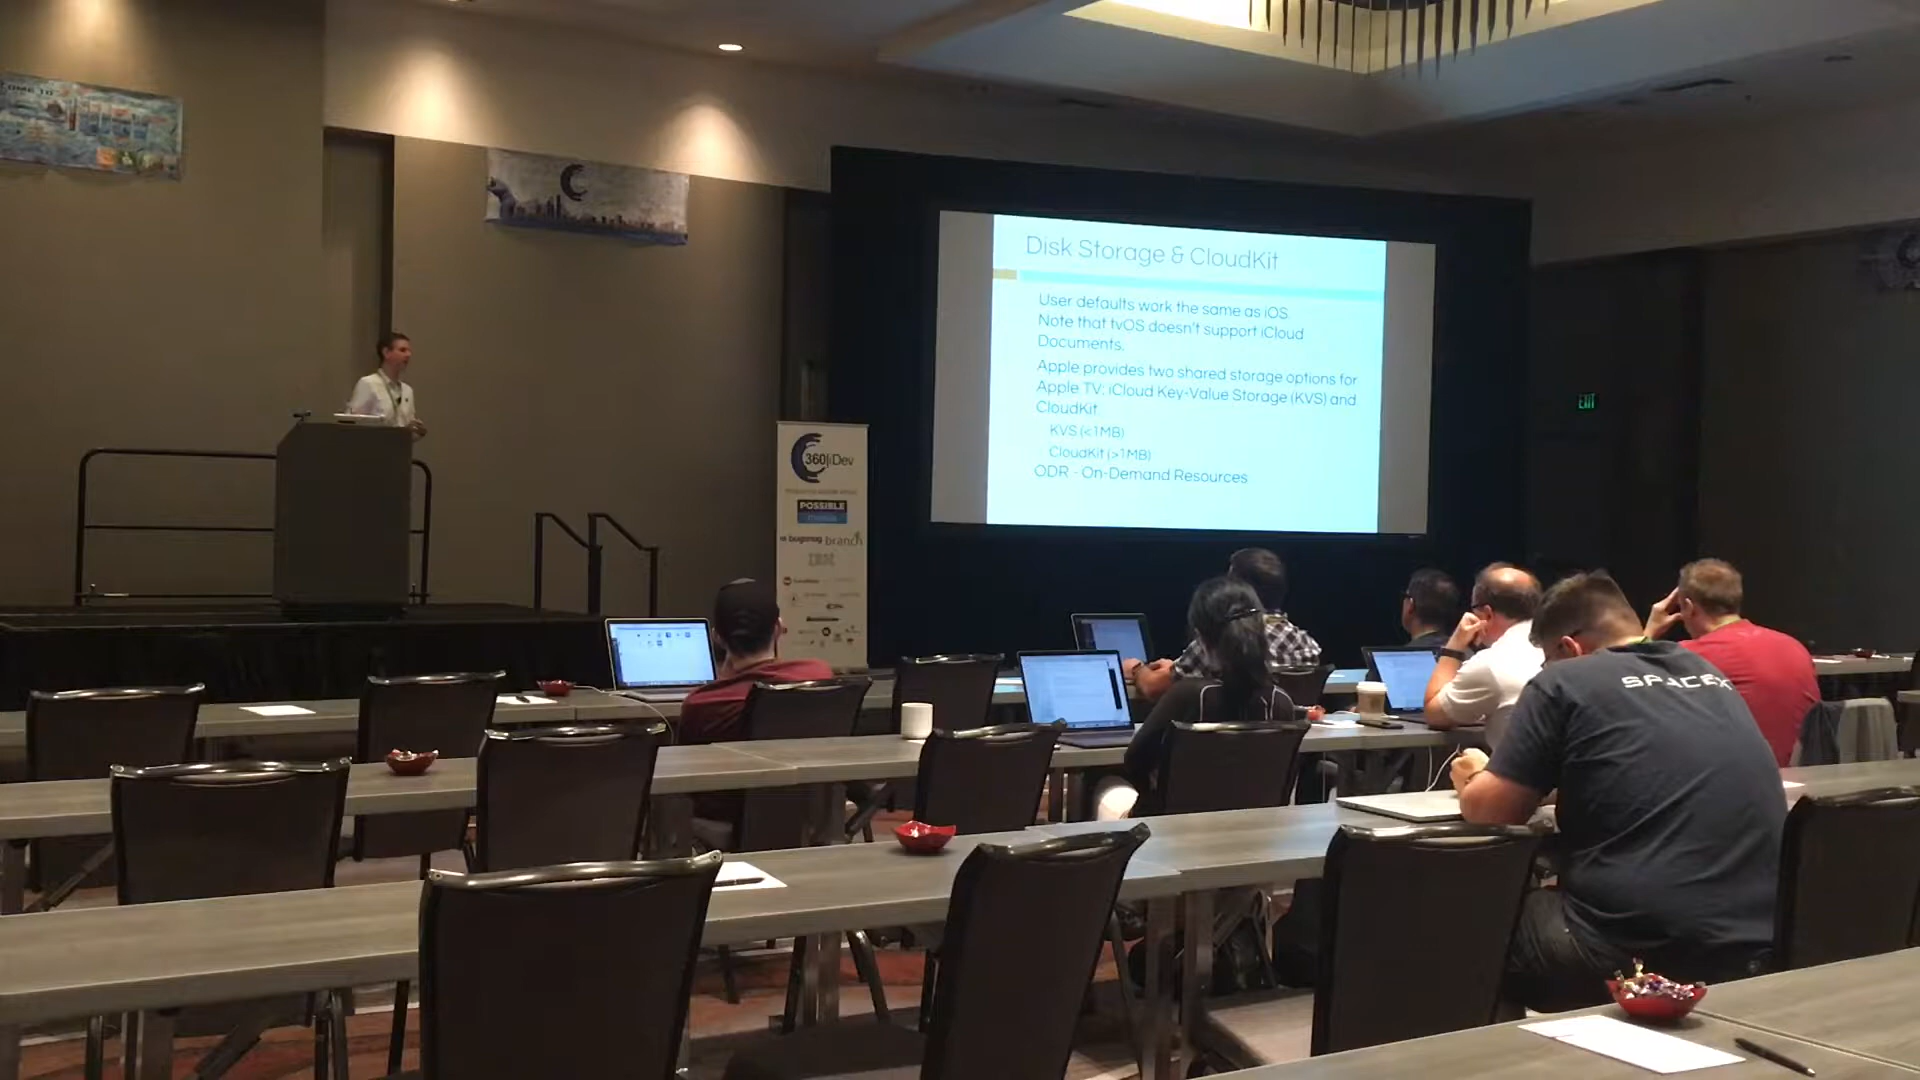 OME TO
Disk Storage & CloudKit
User defaults work the same as iOS.
Note that tvOS doesn't support iCloud
Documents.
Apple provides two shared storage options for
Apple TV: iCloud Key-Value Storage (KVS) and
CloudKit
KVS (<1MB)
CloudKit (>1MB)
ODR - On-Demand Resources
EXIT
360|iDev
POSSIBLE
bugsnag branch
IBM
SPACEX